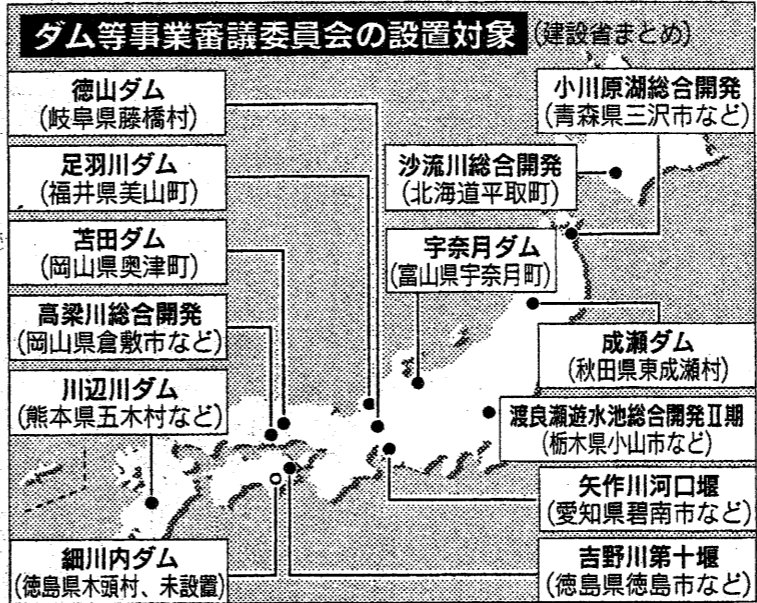 ダム等事業審議委員会の設置対象 (建設省まとめ)
徳山ダム
(岐阜県藤橋村)
足羽川ダム
(福井県美山町)
苫田ダム
(岡山県奥津町)
高梁川総合開発
(岡山県倉敷市など)
川辺川ダム
(熊本県五木村など)
細川内ダム
(徳島県木頭村、未設置)
小川原湖総合開発
(青森県三沢市など)
沙流川総合開発
(北海道平取町)
宇奈月ダム
(富山県宇奈月町)
成瀬ダム
(秋田県東成瀬村)
渡良瀬遊水池総合開発Ⅱ期
(栃木県小山市など)
矢作川河口堰
(愛知県碧南市など)
吉野川第十堰
(徳島県徳島市など)